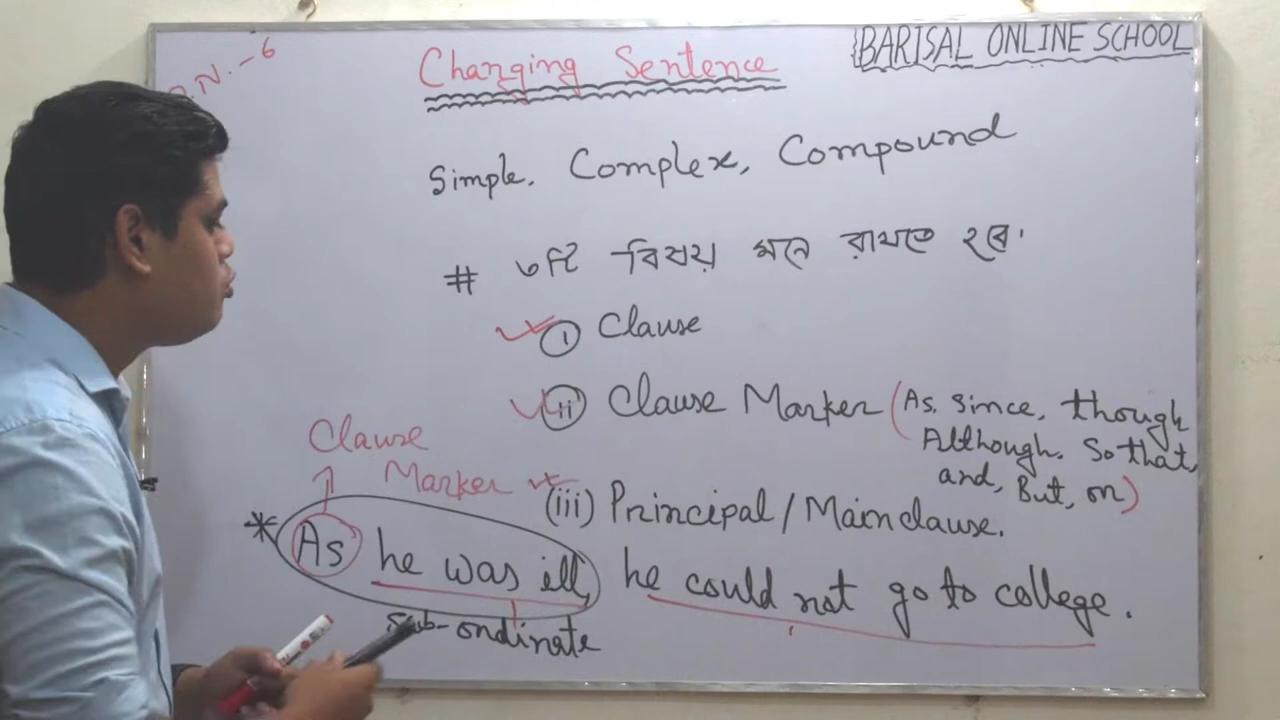 {BARISAL ONLINE SCHOOL
.N.-6
Changing Sentence
Simple, Complex, Compound
# ৩টি বিষয় মনে রাখতে হবে।
(i) Clause
(ii) Clause Marker (As, Since, though
Although, So that,
and, But, or)
Clause
Marker
(iii) Principal/Main clause.
* As he was ill, he could not go to college.
Sub-ordinate